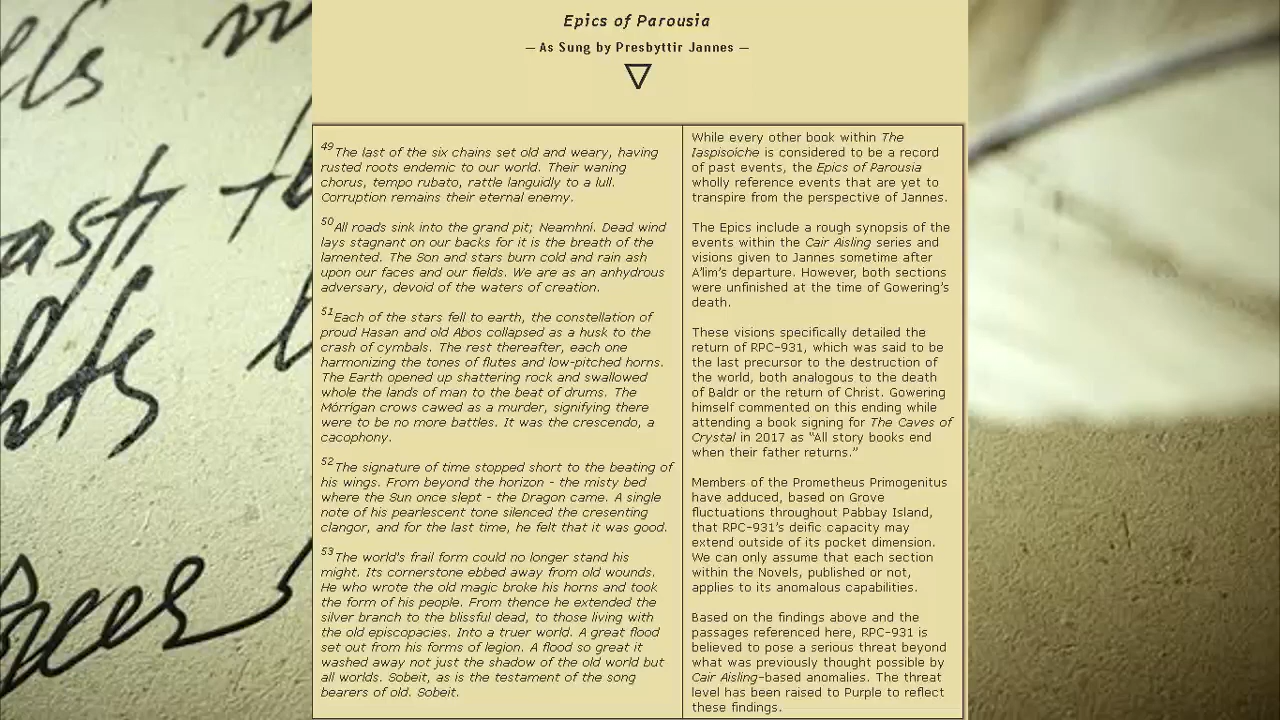 Epics of Parousia
— As Sung by Presbyttir Jannes —
49The last of the six chains set old and weary, having
rusted roots endemic to our world. Their waning
chorus, tempo rubato, rattle languidly to a lull.
Corruption remains their eternal enemy.
50All roads sink into the grand pit; Neamhní. Dead wind
lays stagnant on our backs for it is the breath of the
lamented. The Son and stars burn cold and rain ash
upon our faces and our fields. We are as an anhydrous
adversary, devoid of the waters of creation.
51Each of the stars fell to earth, the constellation of
proud Hasan and old Abos collapsed as a husk to the
crash of cymbals. The rest thereafter, each one
harmonizing the tones of flutes and low-pitched horns.
The Earth opened up shattering rock and swallowed
whole the lands of man to the beat of drums. The
Mórrigan crows cawed as a murder, signifying there
were to be no more battles. It was the crescendo, a
cacophony.
52The signature of time stopped short to the beating of
his wings. From beyond the horizon - the misty bed
where the Sun once slept - the Dragon came. A single
note of his pearlescent tone silenced the cresenting
clangor, and for the last time, he felt that it was good.
53The world's frail form could no longer stand his
might. Its cornerstone ebbed away from old wounds.
He who wrote the old magic broke his horns and took
the form of his people. From thence he extended the
silver branch to the blissful dead, to those living with
the old episcopacies. Into a truer world. A great flood
set out from his forms of legion. A flood so great it
washed away not just the shadow of the old world but
all worlds. Sobeit, as is the testament of the song
bearers of old. Sobeit.
While every other book within The
Iaspisoiche is considered to be a record
of past events, the Epics of Parousia
wholly reference events that are yet to
transpire from the perspective of Jannes.
The Epics include a rough synopsis of the
events within the Cair Aisling series and
visions given to Jannes sometime after
A'lim's departure. However, both sections
were unfinished at the time of Gowering's
death.
These visions specifically detailed the
return of RPC-931, which was said to be
the last precursor to the destruction of
the world, both analogous to the death
of Baldr or the return of Christ. Gowering
himself commented on this ending while
attending a book signing for The Caves of
Crystal in 2017 as "All story books end
when their father returns."
Members of the Prometheus Primogenitus
have adduced, based on Grove
fluctuations throughout Pabbay Island,
that RPC-931's deific capacity may
extend outside of its pocket dimension.
We can only assume that each section
within the Novels, published or not,
applies to its anomalous capabilities.
Based on the findings above and the
passages referenced here, RPC-931 is
believed to pose a serious threat beyond
what was previously thought possible by
Cair Aisling-based anomalies. The threat
level has been raised to Purple to reflect
these findings.